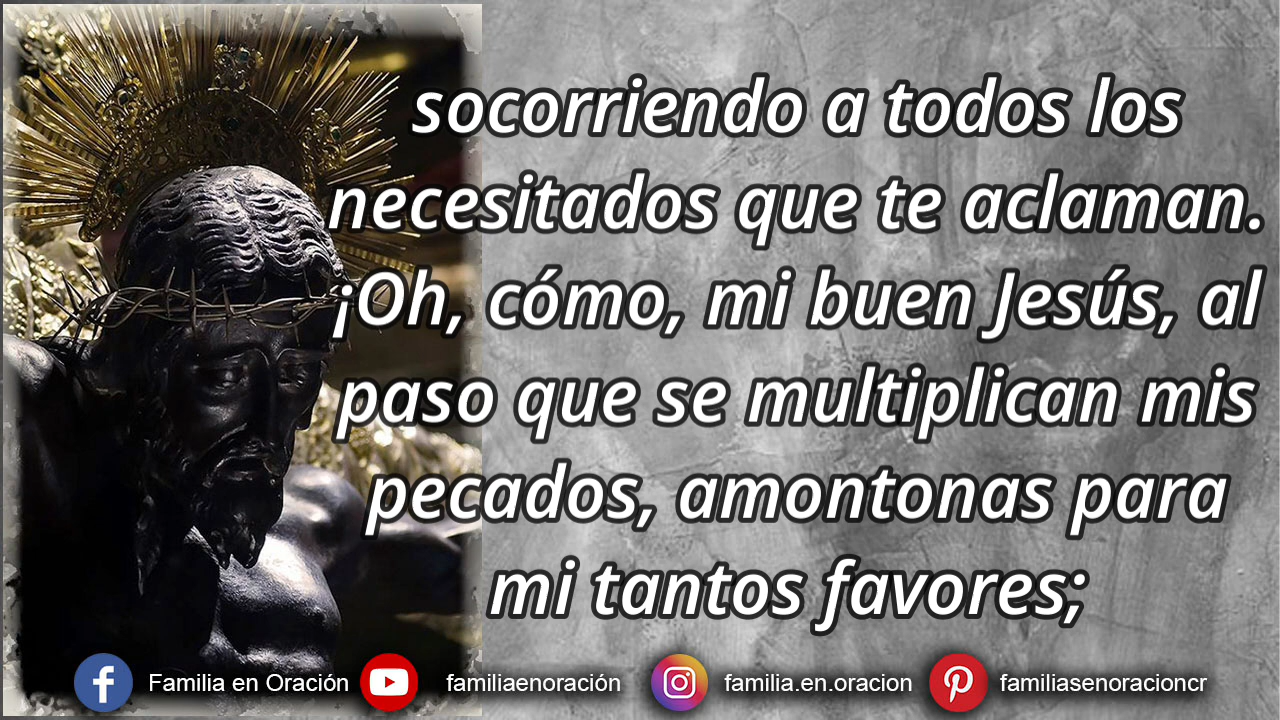 socorriendo a todos los
necesitados que te aclaman.
¡Oh, cómo, mi buen Jesús, al
paso que se multiplican mis
pecados, amontonas para
mi tantos favores;
Familia en Oración familiaenoración familia.en.oracion familiasenoracioncr